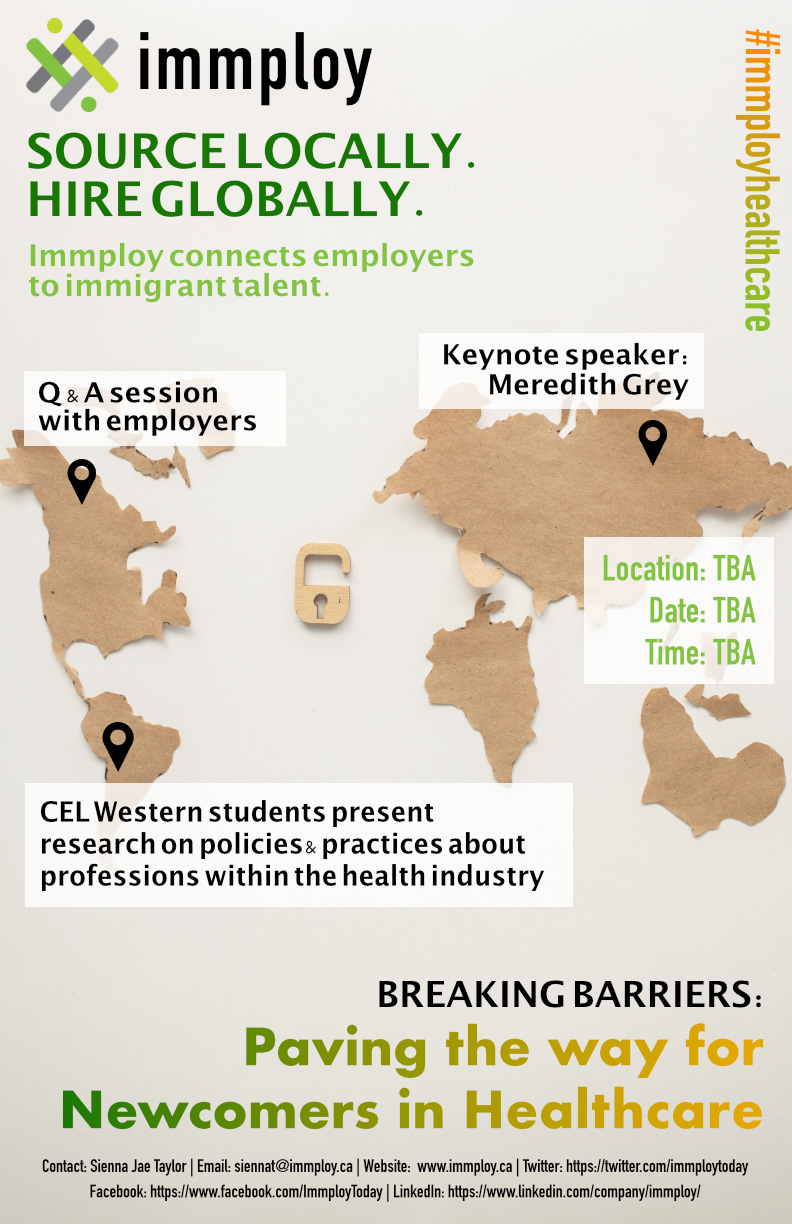 immploy
#immployhealthcare
SOURCE LOCALLY.
HIRE GLOBALLY.
Immploy connects employers
to immigrant talent.
Keynote speaker:
Meredith Grey
Q & A session
with employers
Location: TBA
Date: TBA
Time: TBA
CEL Western students present
research on policies & practices about
professions within the health industry
BREAKING BARRIERS:
Paving the way for
Newcomers in Healthcare
Contact: Sienna Jae Taylor | Email: siennat@immploy.ca | Website: www.immploy.ca | Twitter: https://twitter.com/immploytoday
Facebook: https://www.facebook.com/ImmployToday | LinkedIn: https://www.linkedin.com/company/immploy/